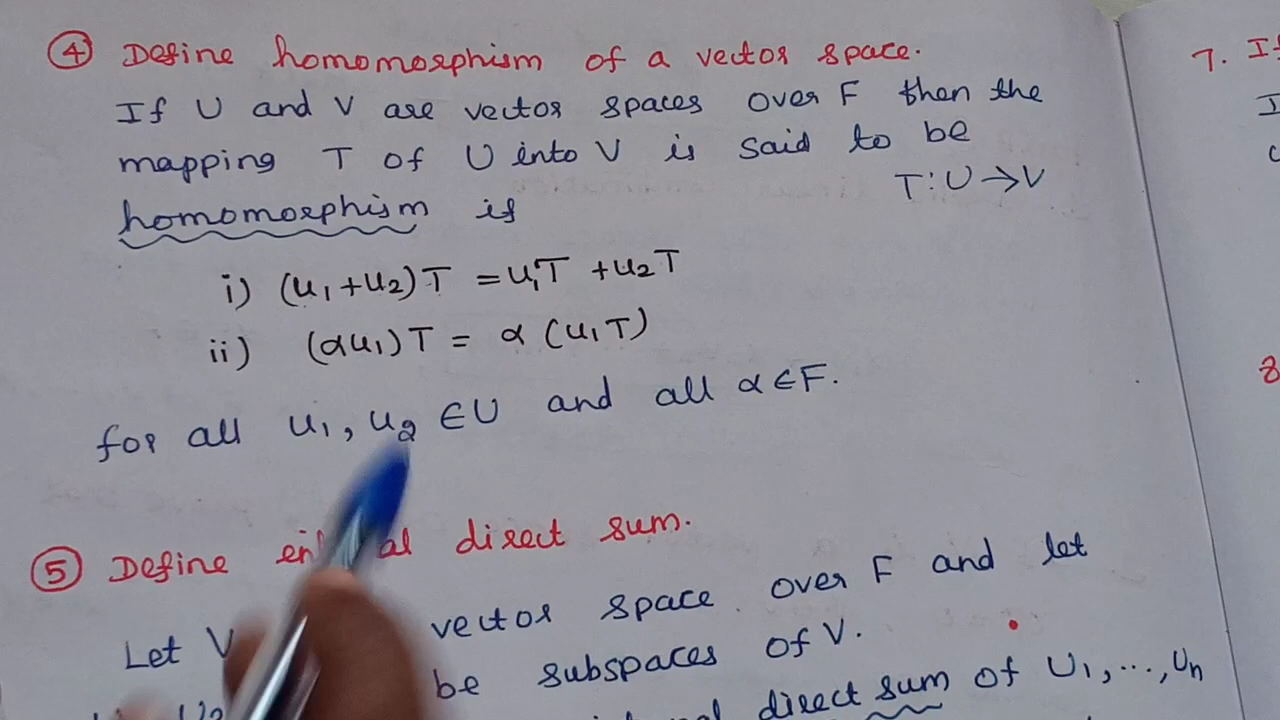 ④ Define homomorphism of a vector space.
If U and V are vector spaces over F then the
mapping T of U into V is said to be
T:U→V
homomorphism if
i) (u₁+u₂)T = u₁T + u₂T
ii) (αu₁)T = α(u₁T)
for all u₁, u₂ ∈ U and all α∈F.
⑤ Define direct sum.
Let V vector space over F and let
be subspaces of V.
direct sum of U₁,...,Uₙ
7. If
I
8